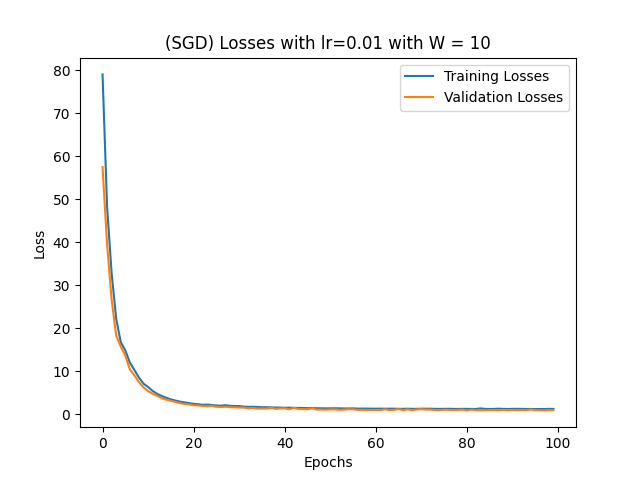 (SGD) Losses with lr=0.01 with W = 10
Training Losses
Validation Losses
80
70
60
50
40
30
20
10
0
Loss
0 20 40 60 80 100
Epochs